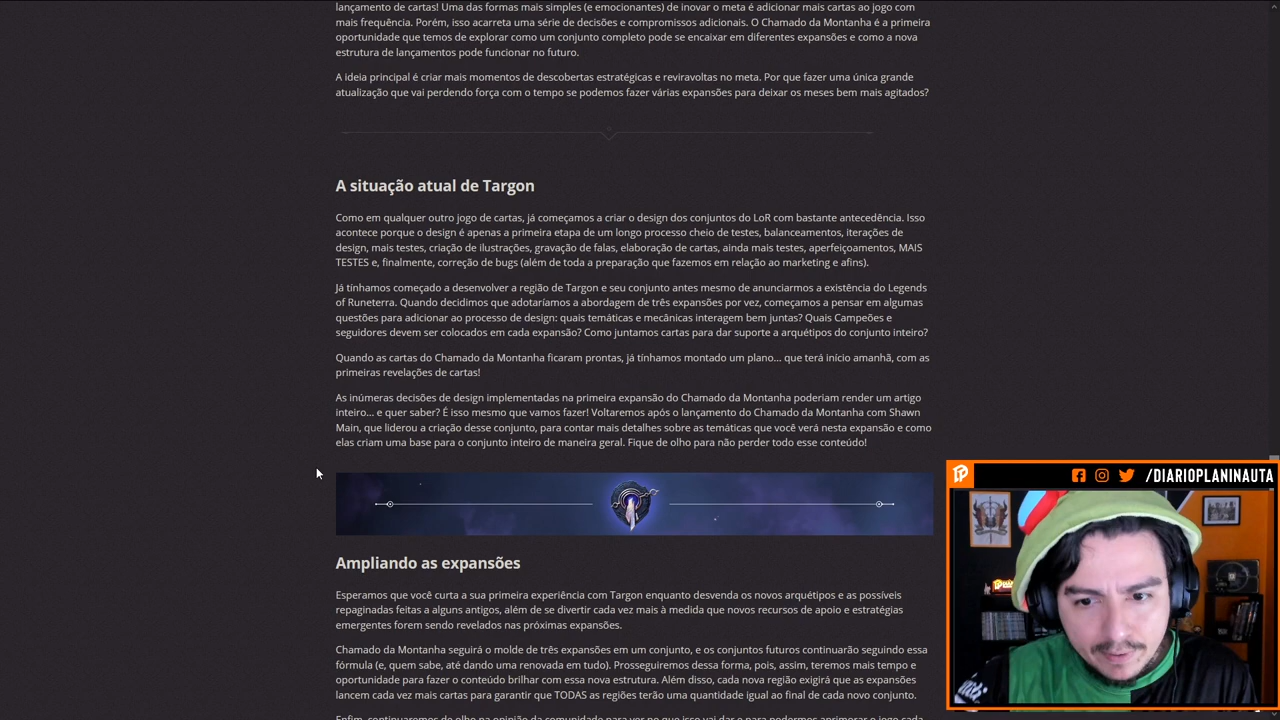 lançamento de cartas! Uma das formas mais simples (e emocionantes) de inovar o meta é adicionar mais cartas ao jogo com
mais frequência. Porém, isso acarreta uma série de decisões e compromissos adicionais. O Chamado da Montanha é a primeira
oportunidade que temos de explorar como um conjunto completo pode se encaixar em diferentes expansões e como a nova
estrutura de lançamentos pode funcionar no futuro.
A ideia principal é criar mais momentos de descobertas estratégicas e reviravoltas no meta. Por que fazer uma única grande
atualização que vai perdendo força com o tempo se podemos fazer várias expansões para deixar os meses bem mais agitados?
A situação atual de Targon
Como em qualquer outro jogo de cartas, já começamos a criar o design dos conjuntos do LoR com bastante antecedência. Isso
acontece porque o design é apenas a primeira etapa de um longo processo cheio de testes, balanceamentos, iterações de
design, mais testes, criação de ilustrações, gravação de falas, elaboração de cartas, ainda mais testes, aperfeiçoamentos, MAIS
TESTES e, finalmente, correção de bugs (além de toda a preparação que fazemos em relação ao marketing e afins).
Já tínhamos começado a desenvolver a região de Targon e seu conjunto antes mesmo de anunciarmos a existência do Legends
of Runeterra. Quando decidimos que adotaríamos a abordagem de três expansões por vez, começamos a pensar em algumas
questões para adicionar ao processo de design: quais temáticas e mecânicas interagem bem juntas? Quais Campeões e
seguidores devem ser colocados em cada expansão? Como juntamos cartas para dar suporte a arquétipos do conjunto inteiro?
Quando as cartas do Chamado da Montanha ficaram prontas, já tínhamos montado um plano... que terá início amanhã, com as
primeiras revelações de cartas!
As inúmeras decisões de design implementadas na primeira expansão do Chamado da Montanha poderiam render um artigo
inteiro... e quer saber? É isso mesmo que vamos fazer! Voltaremos após o lançamento do Chamado da Montanha com Shawn
Main, que liderou a criação desse conjunto, para contar mais detalhes sobre as temáticas que você verá nesta expansão e como
elas criam uma base para o conjunto inteiro de maneira geral. Fique de olho para não perder todo esse conteúdo!
/DIARIOPLANINAUTA
Ampliando as expansões
Esperamos que você curta a sua primeira experiência com Targon enquanto desvenda os novos arquétipos e as possíveis
repaginadas feitas a alguns antigos, além de se divertir cada vez mais à medida que novos recursos de apoio e estratégias
emergentes forem sendo revelados nas próximas expansões.
Chamado da Montanha seguirá o molde de três expansões em um conjunto, e os conjuntos futuros continuarão seguindo essa
fórmula (e, quem sabe, até dando uma renovada em tudo). Prosseguiremos dessa forma, pois, assim, teremos mais tempo e
oportunidade para fazer o conteúdo brilhar com essa nova estrutura. Além disso, cada nova região exigirá que as expansões
lancem cada vez mais cartas para garantir que TODAS as regiões terão uma quantidade igual ao final de cada novo conjunto.
Enfim, continuaremos de olho na opinião da comunidade para ver no que isso vai dar e para podermos aprimorar o jogo cada